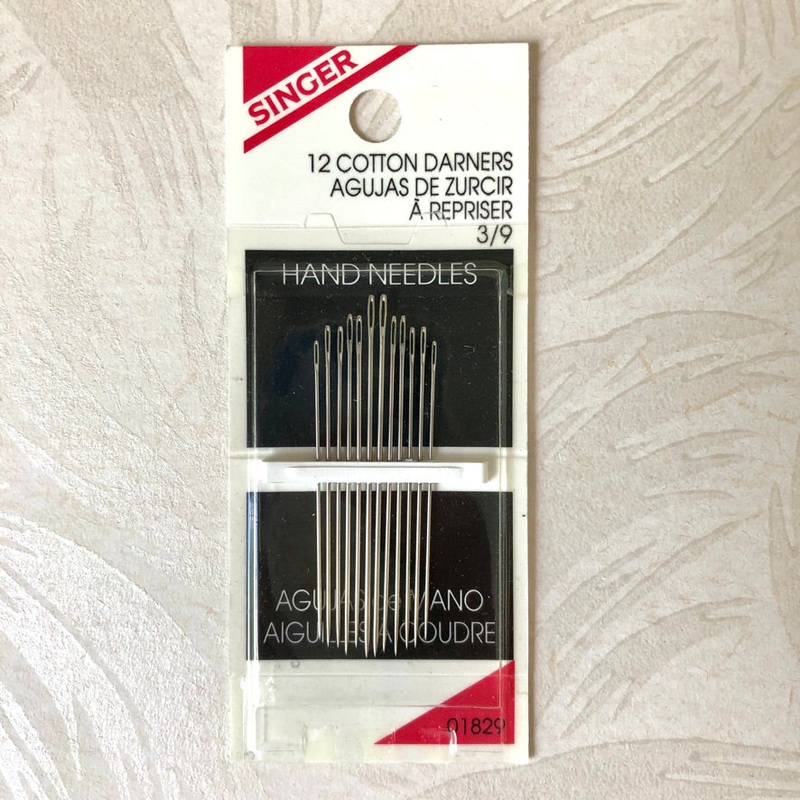 SINGER
12 COTTON DARNERS
AGUJAS DE ZURCIR
À REPRISER
3/9
HAND NEEDLES
AGUJAS de MANO
AIGUILLES À COUDRE
01829